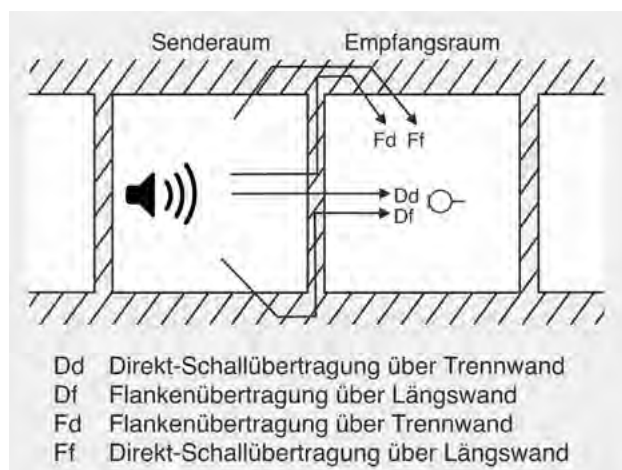 Senderaum Empfangsraum
Fd Ff
Dd
Df
Dd Direkt-Schallübertragung über Trennwand
Df Flankenübertragung über Längswand
Fd Flankenübertragung über Trennwand
Ff Direkt-Schallübertragung über Längswand